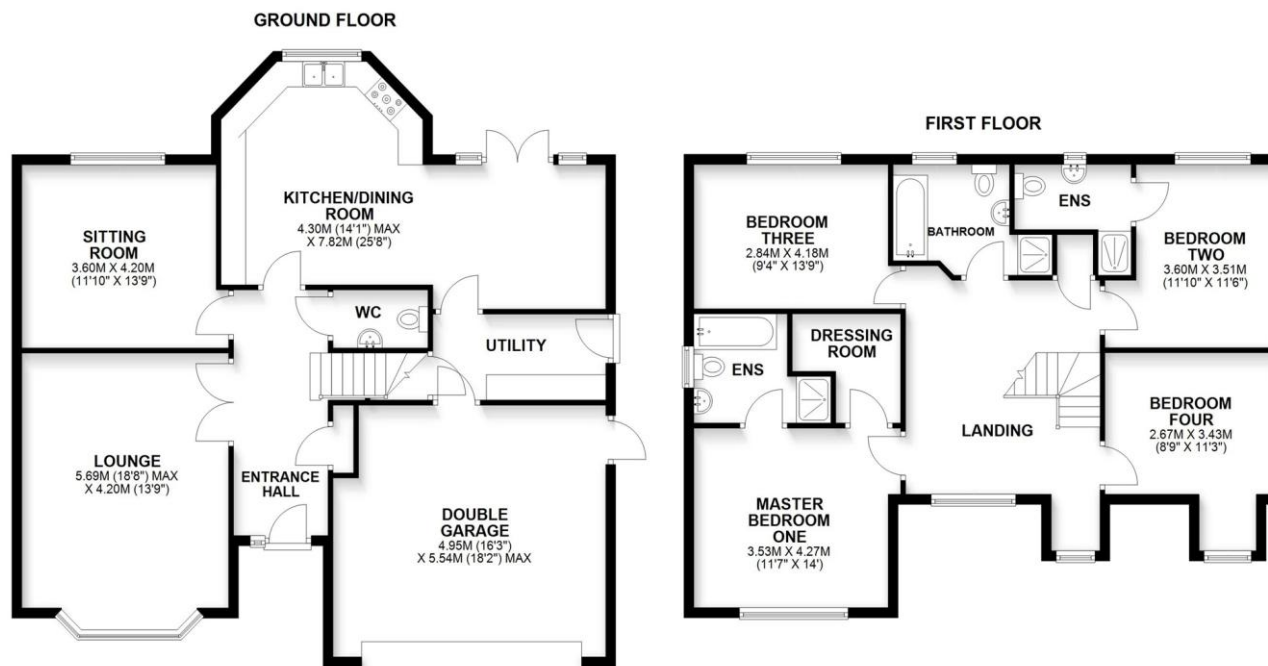 GROUND FLOOR
KITCHEN/DINING
ROOM
4.30M (14'1") MAX
X 7.82M (25'8")
SITTING
ROOM
3.60M X 4.20M
(11'10" X 13'9")
WC
UTILITY
LOUNGE
5.69M (18'8") MAX
X 4.20M (13'9")
ENTRANCE
HALL
DOUBLE
GARAGE
4.95M (16'3")
X 5.54M (18'2") MAX
FIRST FLOOR
BEDROOM
THREE
2.84M X 4.18M
(9'4" X 13'9")
BATHROOM
ENS
BEDROOM
TWO
3.60M X 3.51M
(11'10" X 11'6")
ENS
DRESSING
ROOM
LANDING
BEDROOM
FOUR
2.67M X 3.43M
(8'9" X 11'3")
MASTER
BEDROOM
ONE
3.53M X 4.27M
(11'7" X 14')